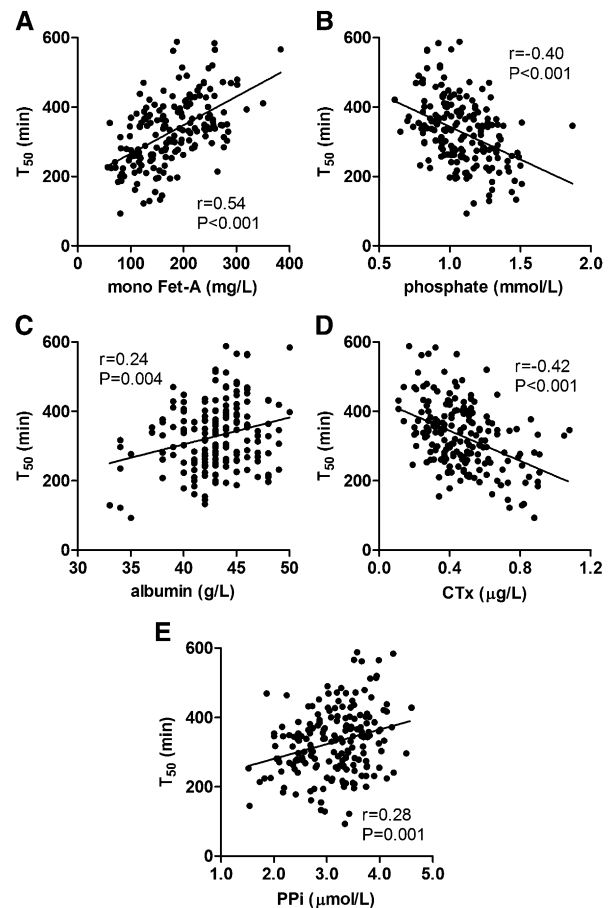 A
T50 (min)
600
400
200
0
r=0.54
P<0.001
0 100 200 300 400
mono Fet-A (mg/L)
B
T50 (min)
600
400
200
0
r=-0.40
P<0.001
0.5 1.0 1.5 2.0
phosphate (mmol/L)
C
T50 (min)
600
400
200
0
r=0.24
P=0.004
30 35 40 45 50
albumin (g/L)
D
T50 (min)
600
400
200
0
r=-0.42
P<0.001
0.0 0.4 0.8 1.2
CTx (μg/L)
E
T50 (min)
600
400
200
0
r=0.28
P=0.001
1.0 2.0 3.0 4.0 5.0
PPi (μmol/L)